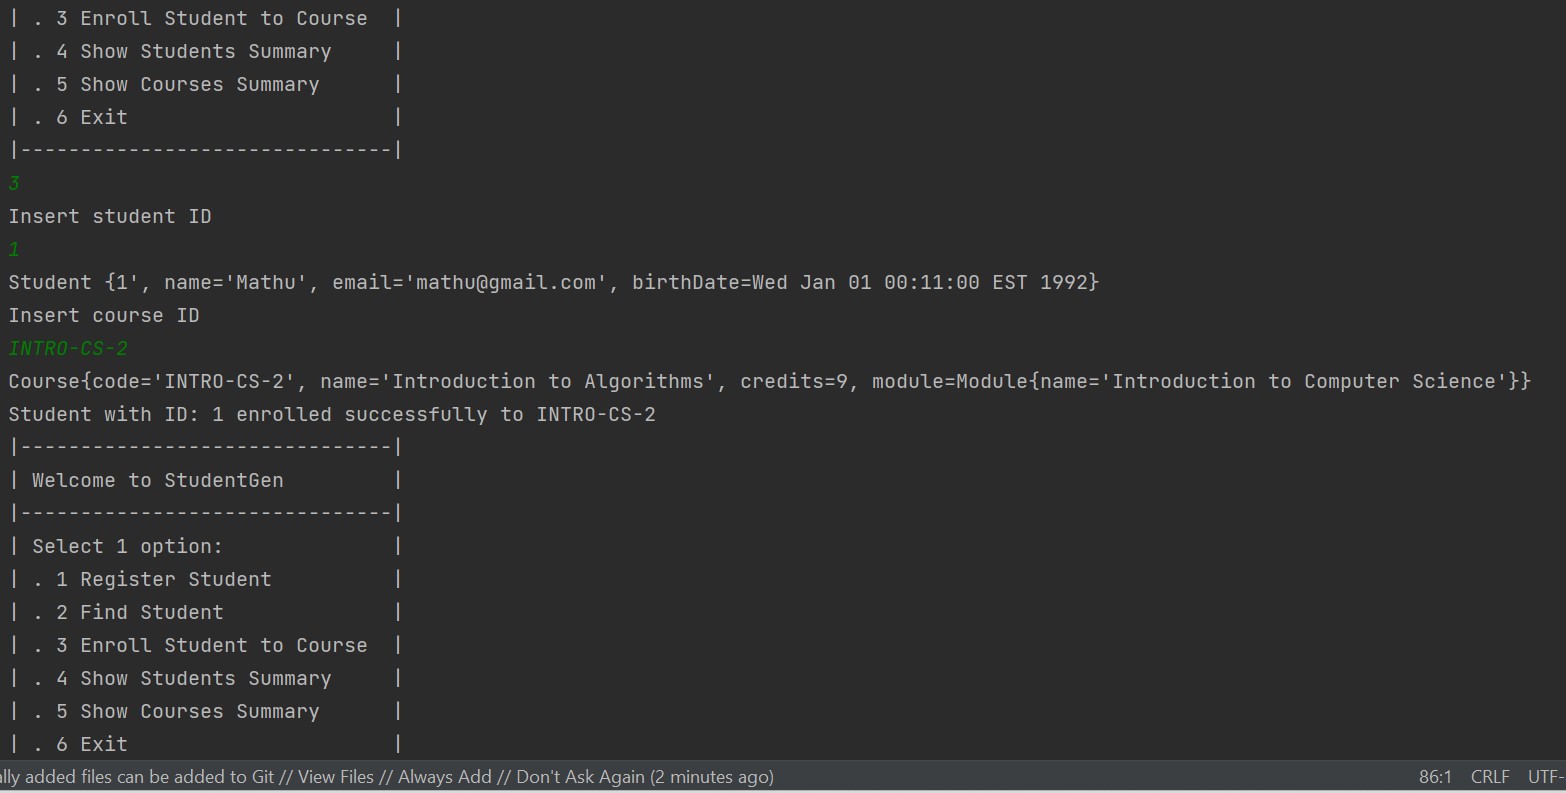 | . 3 Enroll Student to Course  |
| . 4 Show Students Summary     |
| . 5 Show Courses Summary      |
| . 6 Exit                      |
|-------------------------------|
3
Insert student ID
1
Student {1', name='Mathu', email='mathu@gmail.com', birthDate=Wed Jan 01 00:11:00 EST 1992}
Insert course ID
INTRO-CS-2
Course{code='INTRO-CS-2', name='Introduction to Algorithms', credits=9, module=Module{name='Introduction to Computer Science'}}
Student with ID: 1 enrolled successfully to INTRO-CS-2
|-------------------------------|
| Welcome to StudentGen         |
|-------------------------------|
| Select 1 option:              |
| . 1 Register Student          |
| . 2 Find Student              |
| . 3 Enroll Student to Course  |
| . 4 Show Students Summary     |
| . 5 Show Courses Summary      |
| . 6 Exit                      |
added files can be added to Git // View Files // Always Add // Don't Ask Again (2 minutes ago) 86:1 CRLF UTF-